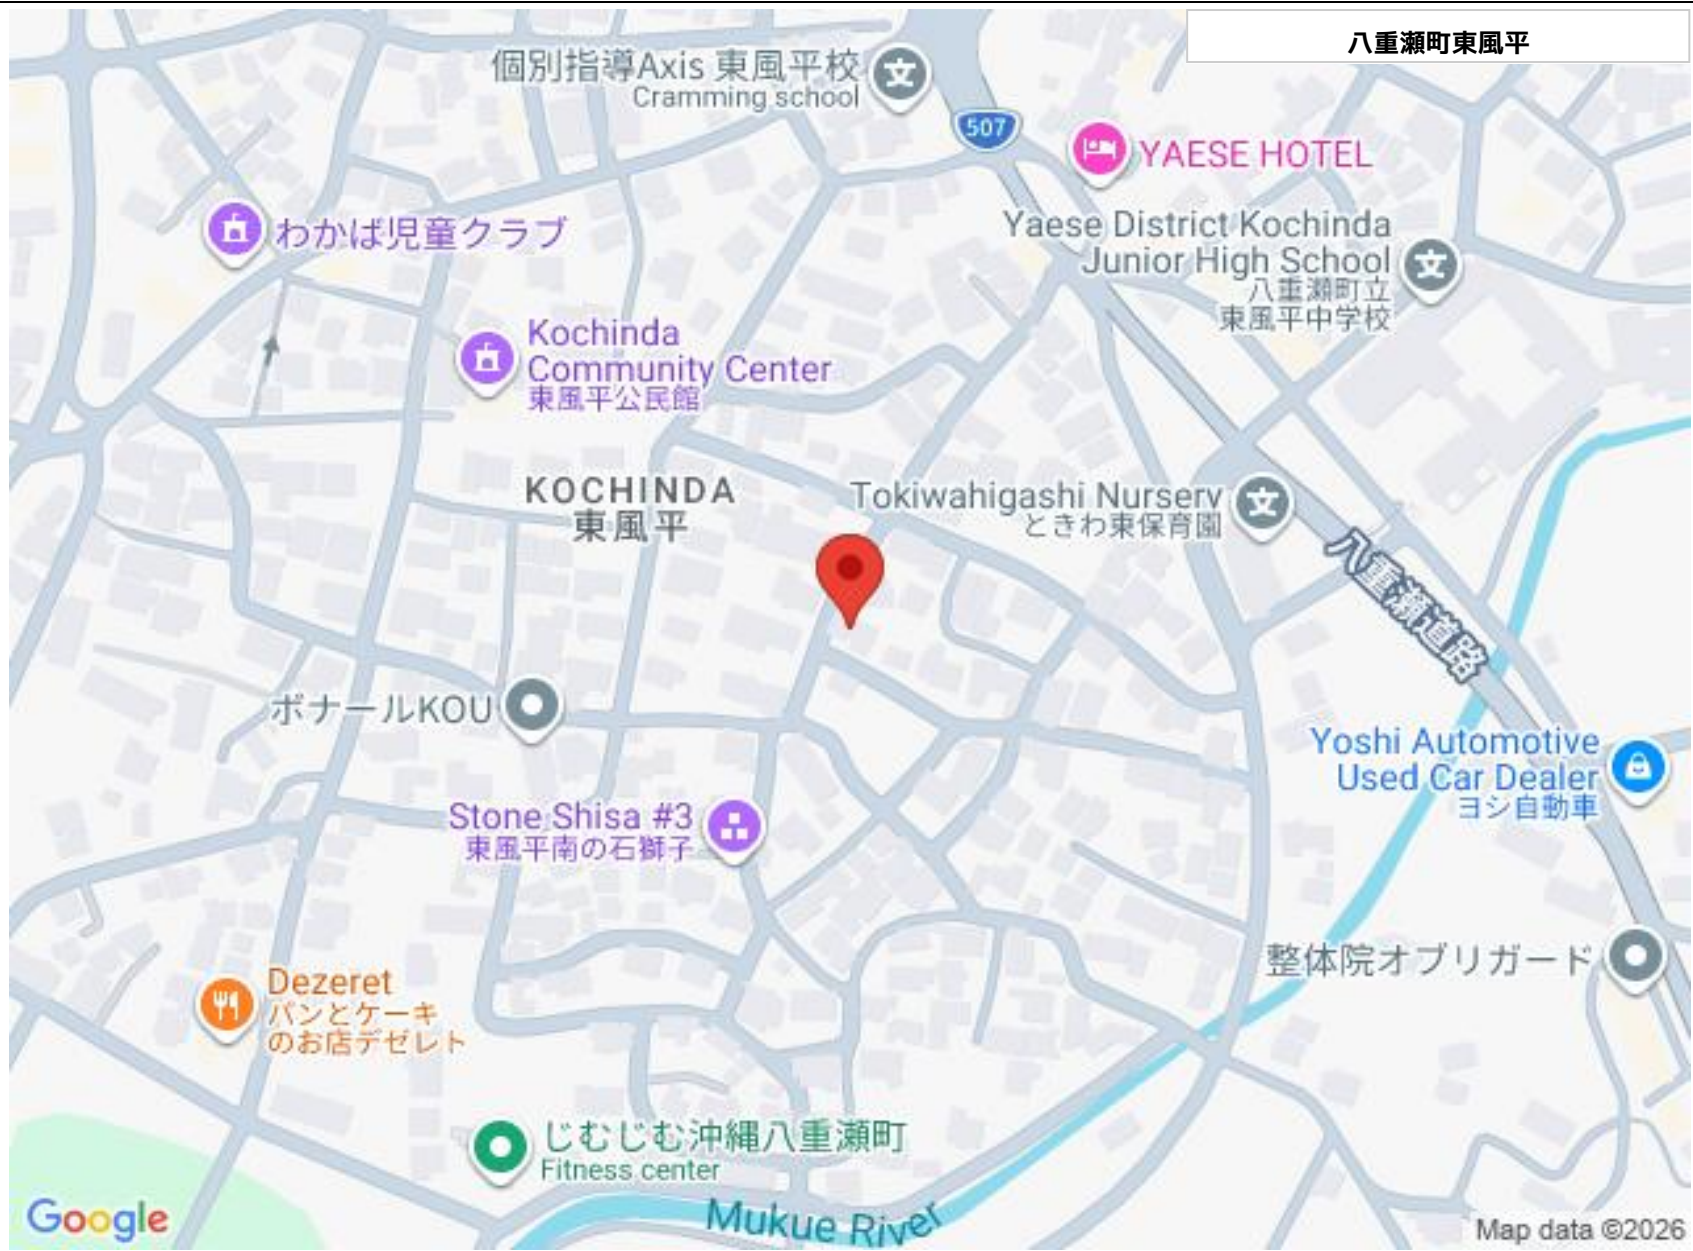 八重瀬町東風平
個別指導Axis 東風平校
Cramming school
507
YAESE HOTEL
わかば児童クラブ
Yaese District Kochinda
Junior High School
八重瀬町立
東風平中学校
Kochinda
Community Center
東風平公民館
KOCHINDA
東風平
Tokiwahigashi Nurserv
ときわ東保育園
八重瀬道路
ボナールKOU
Yoshi Automotive
Used Car Dealer
ヨシ自動車
Stone Shisa #3
東風平南の石獅子
整体院オブリガード
Dezeret
パンとケーキ
のお店デゼレト
じむじむ沖縄八重瀬町
Fitness center
Mukue River
Google
Map data ©2026